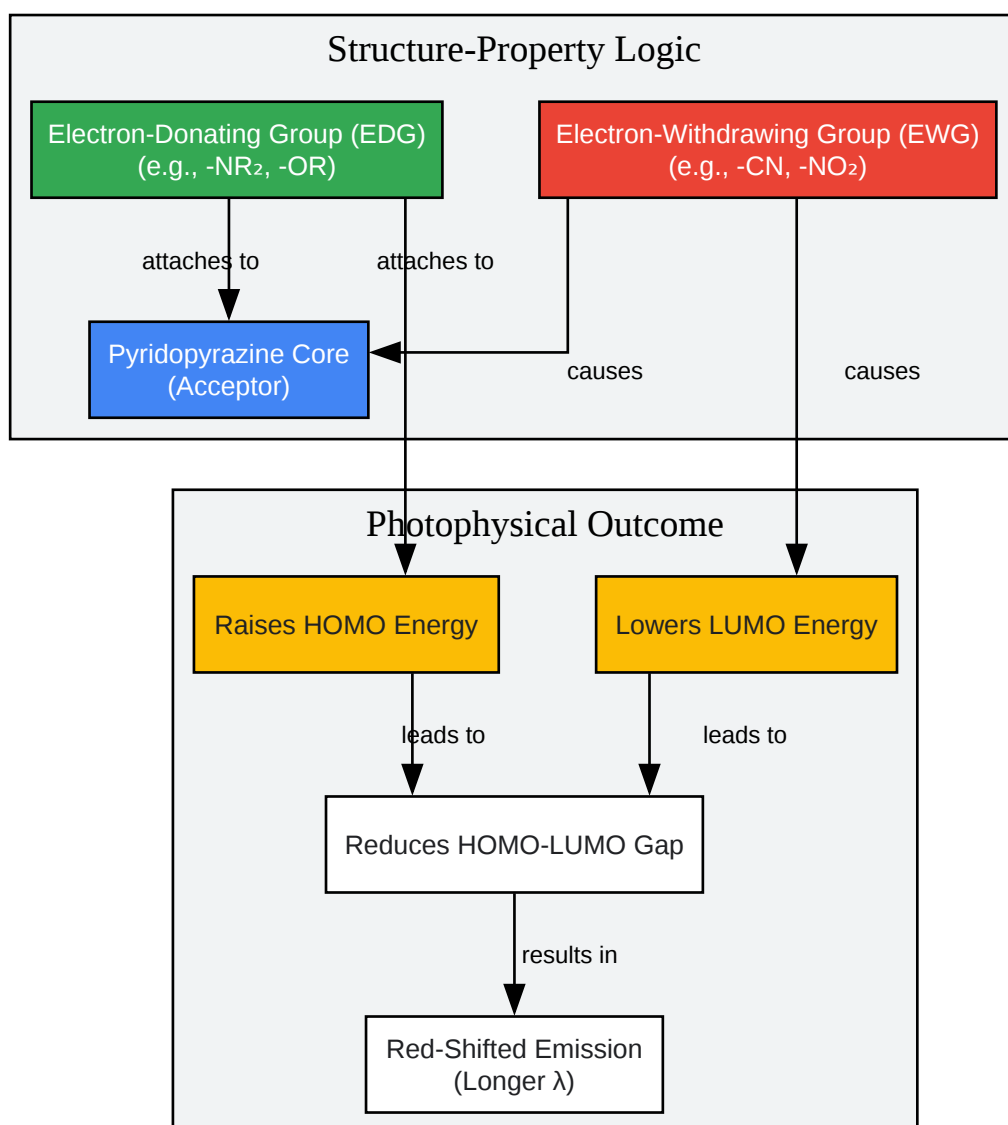 Structure-Property Logic
Electron-Donating Group (EDG)
(e.g., -NR₂, -OR)
Electron-Withdrawing Group (EWG)
(e.g., -CN, -NO₂)
attaches to
attaches to
Pyridopyrazine Core
(Acceptor)
causes
causes
Photophysical Outcome
Raises HOMO Energy
Lowers LUMO Energy
leads to
leads to
Reduces HOMO-LUMO Gap
results in
Red-Shifted Emission
(Longer λ)